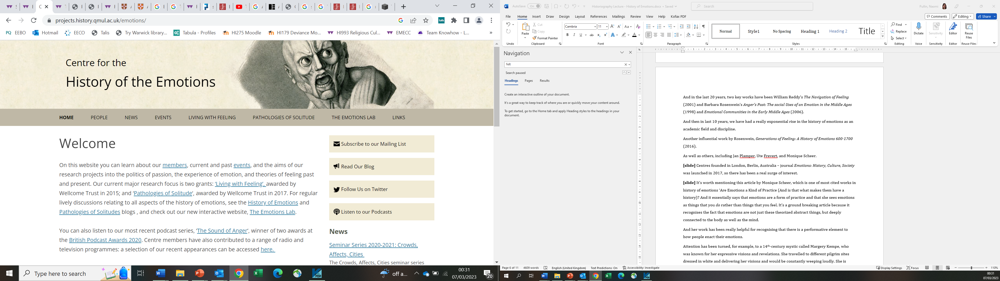 projects.history.qmul.ac.uk/emotions/
PQ EEBO Hotmail EECO Talis Try Warwick library... Tabula - Profiles HI275 Moodle HI179 Deviance Mo... HI993 Religious Cul... EMECC Team Knowhow - L... »
Centre for the
History of the Emotions
HOME PEOPLE NEWS EVENTS LIVING WITH FEELING PATHOLOGIES OF SOLITUDE THE EMOTIONS LAB LINKS
Welcome
On this website you can learn about our members, current and past events, and the aims of our
research projects into the politics of passion, the experience of emotion, and theories of feeling past
and present. Our current major research focus is two grants: ‘Living with Feeling’, awarded by
Wellcome Trust in 2015; and ‘Pathologies of Solitude’, awarded by Wellcome Trust in 2017. For regular
lively discussions relating to all aspects of the history of emotions, see the History of Emotions and
Pathologies of Solitudes blogs , and check out our new interactive website, The Emotions Lab.
You can also listen to our most recent podcast series, ‘The Sound of Anger’, winner of two awards at
the British Podcast Awards 2020. Centre members have also contributed to a range of radio and
television programmes: a selection of our recent appearances can be accessed here.
Subscribe to our Mailing List
Read Our Blog
Follow Us on Twitter
Listen to our Podcasts
News
Seminar Series 2020-2021: Crowds,
Affects, Cities
The Crowds, Affects, Cities seminar series
Type here to search
off a...
00:31
07/03/2023
20
AutoSave On Historiography Lecture - History of Emotions.docx • Saved Search Pullin, Naomi
File Home Insert Draw Design Layout References Mailings Review View Help Kofax PDF Comments Editing Share
Undo
Paste
Cut
Copy
Format Painter
Clipboard
Cambria 11
Font
Paragraph
Normal Style1 No Spacing Heading 1 Heading 2 Title
Styles
Find
Replace
Select
Editing
Dictate
Voice
Sensitivity
Sensitivity
Editor
Editor
Reuse
Files
Reuse Files
Navigation
felt
Search paused
Headings Pages Results
Create an interactive outline of your document.
It's a great way to keep track of where you are or quickly move your content around.
To get started, go to the Home tab and apply Heading styles to the headings in your
document.
And in the last 20 years, two key works have been William Reddy’s The Navigation of Feeling
(2001) and Barbara Rosenwein’s Anger’s Past: The social Uses of an Emotion in the Middle Ages
(1998) and Emotional Communities in the Early Middle Ages (2006).
And then in last 10 years, we have had a really exponential rise in the history of emotions as an
academic field and discipline.
Another influential work by Rosenwein, Generations of Feeling: A History of Emotions 600-1700
(2016).
As well as others, including Jan Plamper, Ute Frevert, and Monique Scheer.
[slide] Centres founded in London, Berlin, Australia – journal Emotions: History, Culture, Society
was launched in 2017, so there has been a real surge of interest.
[slide] It’s worth mentioning this article by Monique Scheer, which is one of most cited works in
history of emotions ‘Are Emotions a Kind of Practice (And is that what makes them have a
history)? And it essentially says that emotions are a form of practice and that she sees emotions
as things that you do rather than things that you feel. It’s a ground breaking article because it
recognises the fact that emotions are not just these theorized abstract things, but deeply
connected to the body as well as the mind.
And her work has been really helpful for recognising that there is a performative element to
how people enact their emotions.
Attention has been turned, for example, to a 14th-century mystic called Margery Kempe, who
was known for her expressive visions and revelations. She travelled to different pilgrim sites
dressed in white and delivering her visions and would be constantly weeping loudly. She is
Page 6 of 11 4609 words English (United Kingdom) Text Predictions: On Accessibility: Investigate Display Settings Focus 110%
00:31
07/03/2023